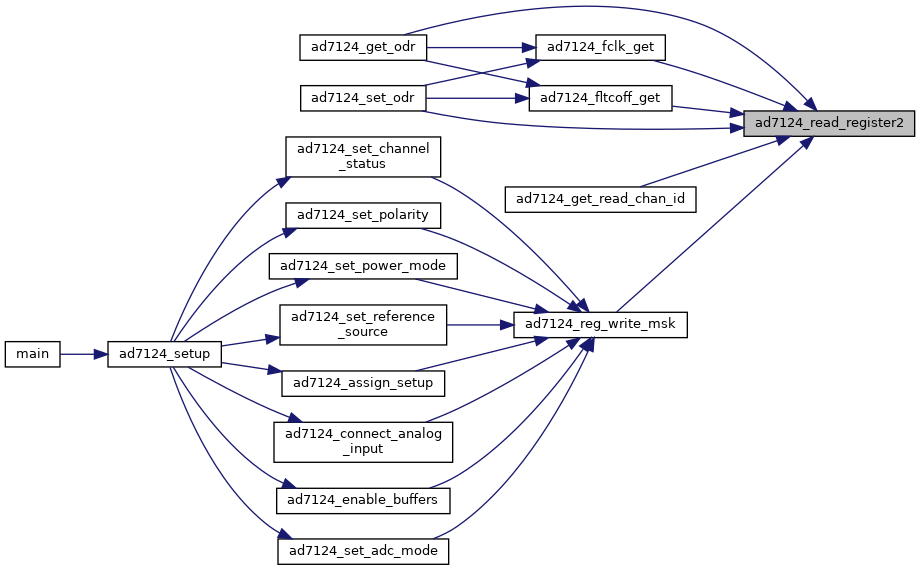 ad7124_get_odr
ad7124_fclk_get
ad7124_set_odr
ad7124_fltcoff_get
ad7124_read_register2
ad7124_set_channel
_status
ad7124_get_read_chan_id
ad7124_set_polarity
ad7124_set_power_mode
ad7124_set_reference
_source
ad7124_reg_write_msk
main
ad7124_setup
ad7124_assign_setup
ad7124_connect_analog
_input
ad7124_enable_buffers
ad7124_set_adc_mode